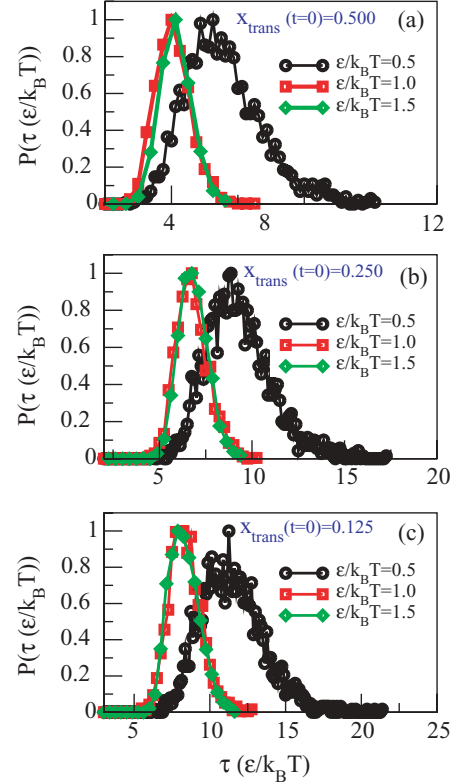 x_trans (t=0)=0.500 (a)
ε/k_BT=0.5
ε/k_BT=1.0
ε/k_BT=1.5
P(τ (ε/k_BT))
1
0.8
0.6
0.4
0.2
0
4 8 12
x_trans (t=0)=0.250 (b)
ε/k_BT=0.5
ε/k_BT=1.0
ε/k_BT=1.5
P(τ (ε/k_BT))
1
0.8
0.6
0.4
0.2
0
5 10 15 20
x_trans (t=0)=0.125 (c)
ε/k_BT=0.5
ε/k_BT=1.0
ε/k_BT=1.5
P(τ (ε/k_BT))
1
0.8
0.6
0.4
0.2
0
5 10 15 20 25
τ (ε/k_BT)